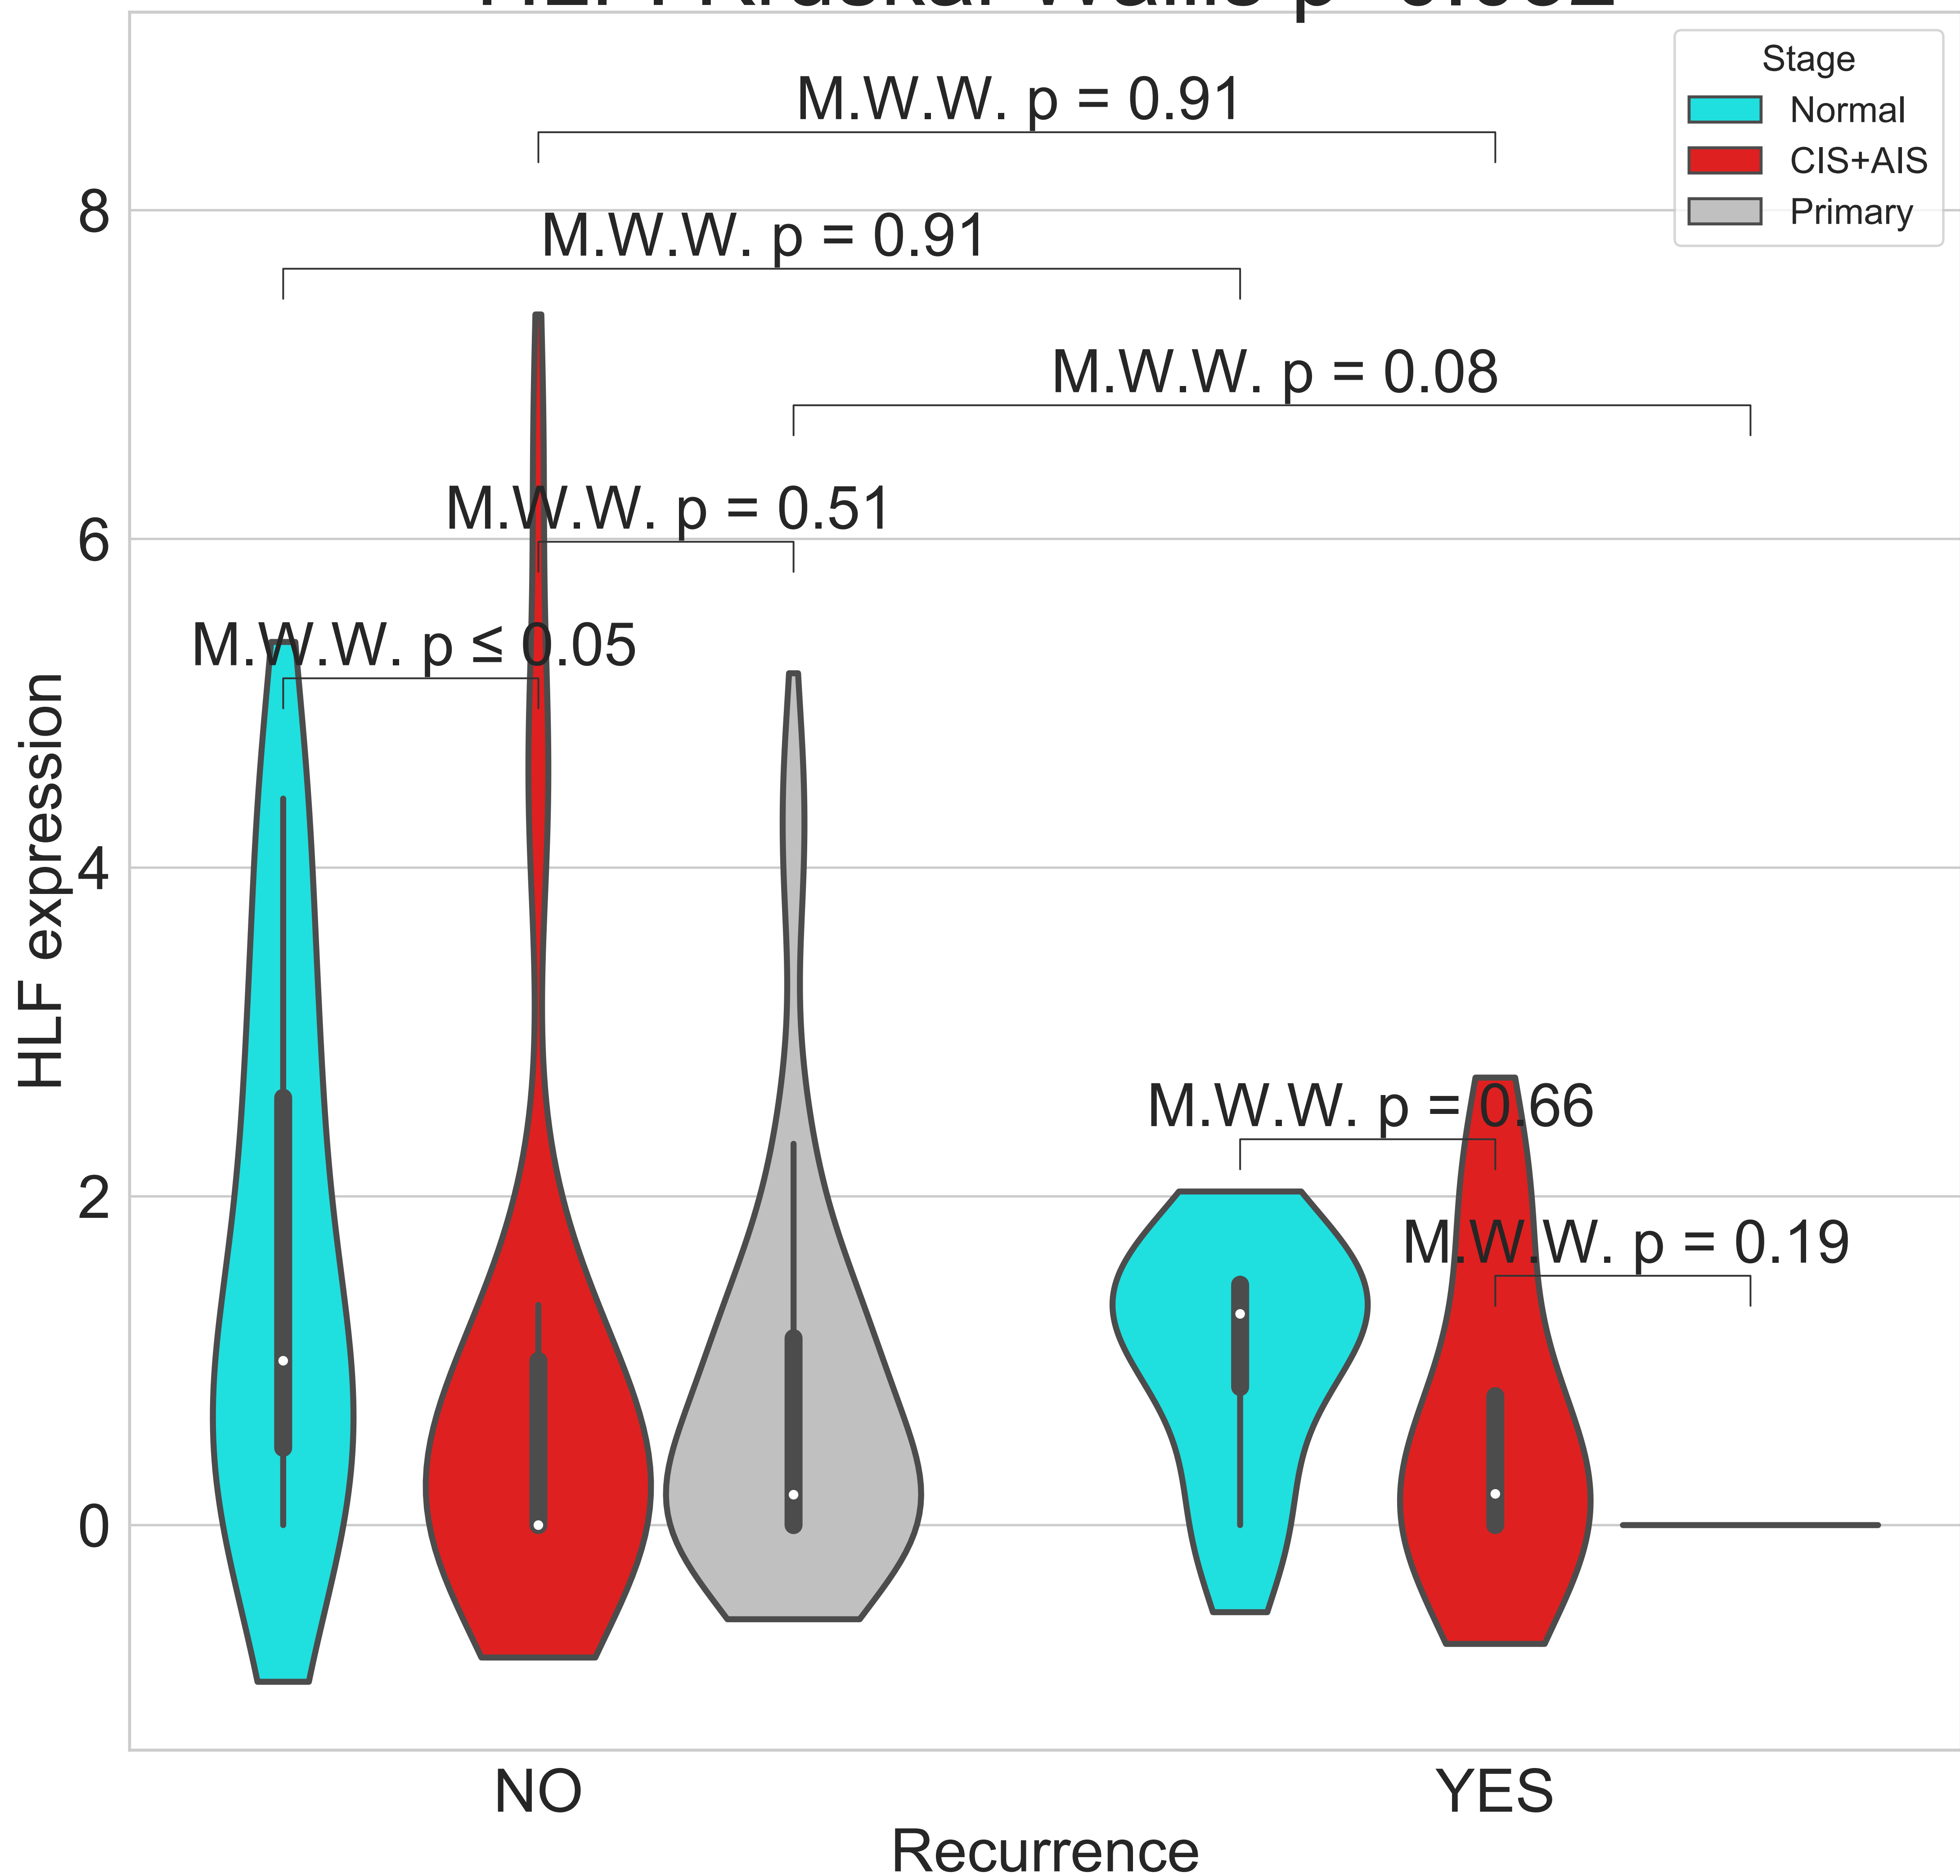 Stage
Normal
CIS+AIS
Primary
M.W.W. p = 0.91
M.W.W. p = 0.91
M.W.W. p = 0.08
M.W.W. p = 0.51
M.W.W. p ≤ 0.05
M.W.W. p = 0.66
M.W.W. p = 0.19
HLF expression
8
6
4
2
0
NO
YES
Recurrence